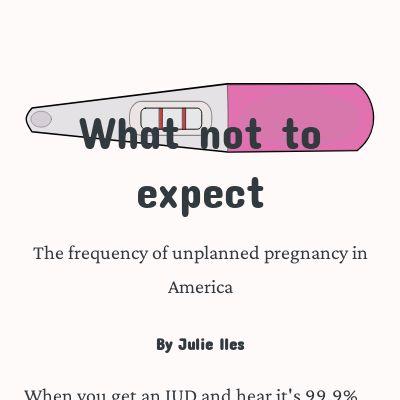 What not to
expect
The frequency of unplanned pregnancy in
America
By Julie Iles
When you get an IUD and hear it's 99.9%